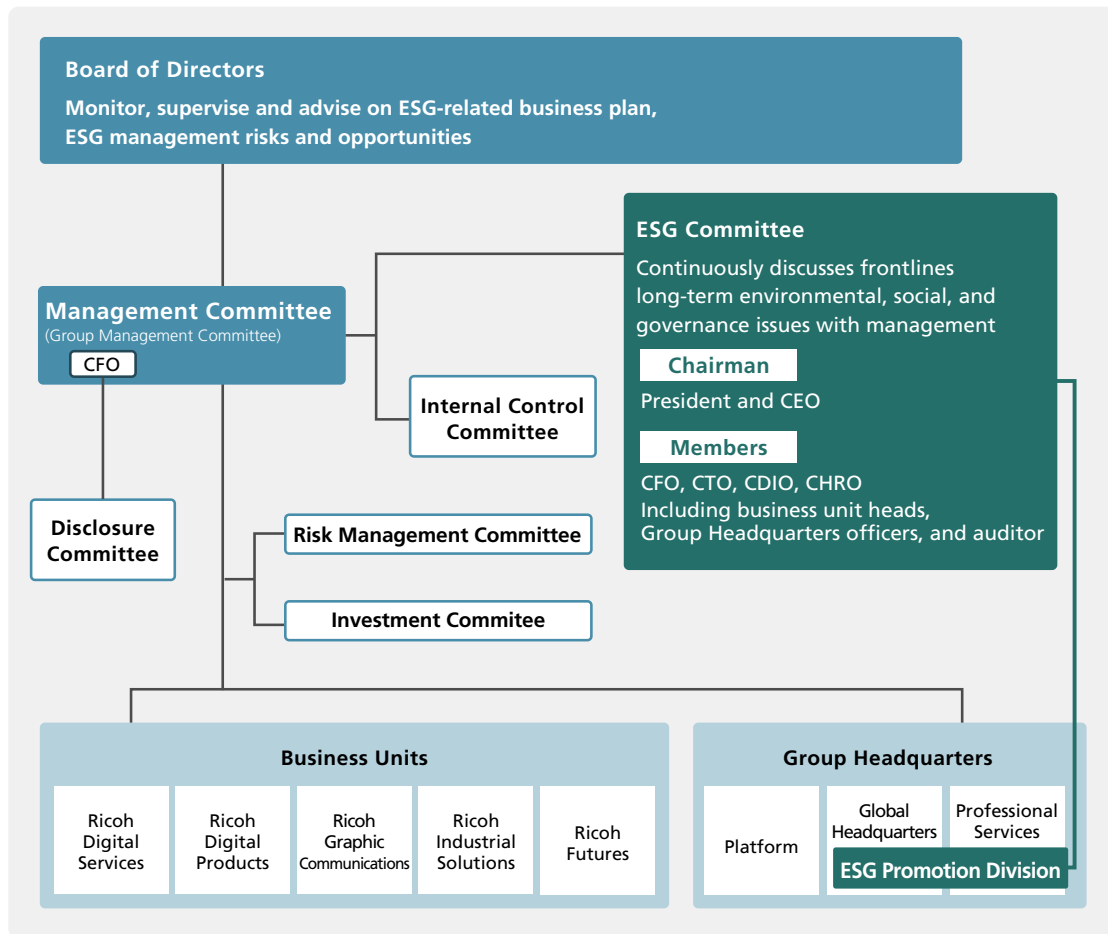 Board of Directors
Monitor, supervise and advise on ESG-related business plan,
ESG management risks and opportunities
ESG Committee
Continuously discusses frontlines
long-term environmental, social, and
governance issues with management
Chairman
President and CEO
Members
CFO, CTO, CDIO, CHRO
Including business unit heads,
Group Headquarters officers, and auditor
Management Committee
(Group Management Committee)
CFO
Internal Control
Committee
Disclosure
Committee
Risk Management Committee
Investment Commitee
Business Units
Ricoh
Digital
Services
Ricoh
Digital
Products
Ricoh
Graphic
Communications
Ricoh
Industrial
Solutions
Ricoh
Futures
Group Headquarters
Platform
Global
Headquarters
Professional
Services
ESG Promotion Division